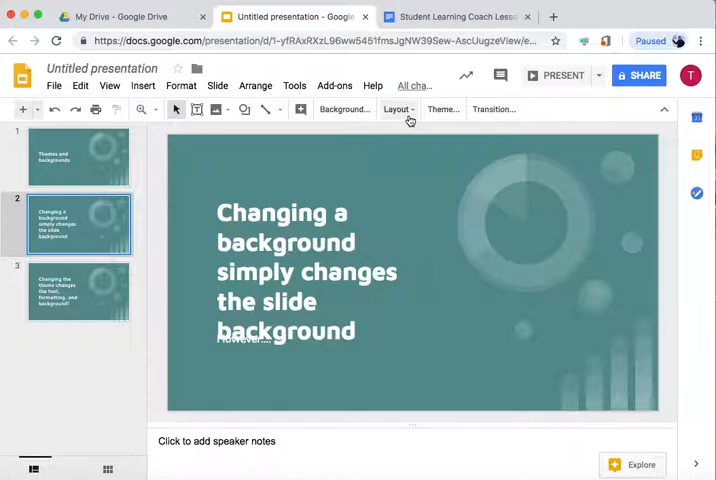 My Drive - Google Drive
Untitled presentation - Google
Student Learning Coach Lesso
https://docs.google.com/presentation/d/1-yfRAxRXzL96ww5451fmsJgNW39Sew-AscUugzeView/e...
Paused
Untitled presentation
File Edit View Insert Format Slide Arrange Tools Add-ons Help All cha...
PRESENT
SHARE
T
Background... Layout Theme... Transition...
1
Themes and
backgrounds
2
Changing a
background
simply changes
the slide
background
3
Changing the
theme changes
the font,
formatting, and
background!
Changing a
background
simply changes
the slide
background
However....
Click to add speaker notes
Explore